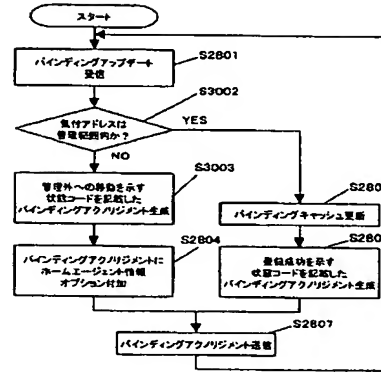 スタート
S2801
バインディングアップデート
受信
S3002
気付アドレスは
管理範囲内か?
YES
NO
S3003
管理外への移動を示す
状態コードを記載した
バインディングアクノリジメント生成
S280
バインディングキャッシュ更新
S2804
バインディングアクノリジメントに
ホームエージェント情報
オプション付加
S280
登録成功を示す
状態コードを記載した
バインディングアクノリジメント生成
S2807
バインディングアクノリジメント送信